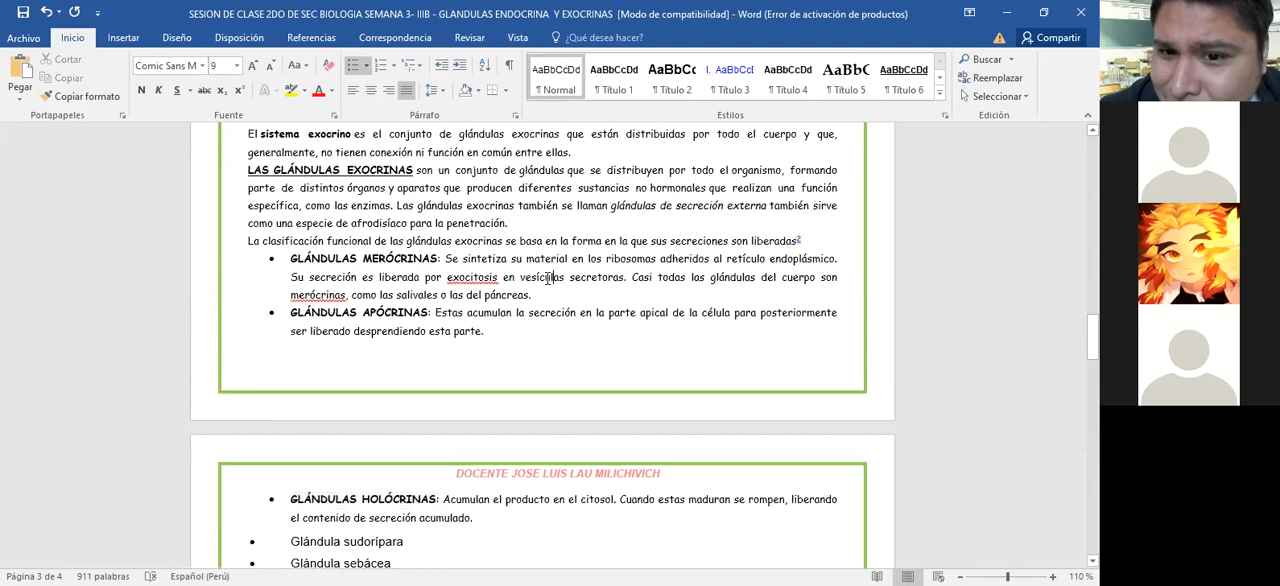 SESION DE CLASE 2DO DE SEC BIOLOGIA SEMANA 3- IIIB - GLANDULAS ENDOCRINA Y EXOCRINAS [Modo de compatibilidad] - Word (Error de activación de productos)
Archivo Inicio Insertar Diseño Disposición Referencias Correspondencia Revisar Vista ¿Qué desea hacer? Compartir
Pegar
Cortar
Copiar
Copiar formato
Portapapeles
Comic Sans M 9
N K S abc x₂ x²
Fuente
Párrafo
AaBbCcDd AaBbCcDd AaBbCc I. AaBbCcI AaBbCcDd AaBbC AaBbCcDd
¶ Normal ¶ Título 1 ¶ Título 2 ¶ Título 3 ¶ Título 4 ¶ Título 5 ¶ Título 6
Estilos
Buscar
Reemplazar
Seleccionar
Edición
El sistema exocrino es el conjunto de glándulas exocrinas que están distribuidas por todo el cuerpo y que,
generalmente, no tienen conexión ni función en común entre ellas.
LAS GLÁNDULAS EXOCRINAS son un conjunto de glándulas que se distribuyen por todo el organismo, formando
parte de distintos órganos y aparatos que producen diferentes sustancias no hormonales que realizan una función
específica, como las enzimas. Las glándulas exocrinas también se llaman glándulas de secreción externa también sirve
como una especie de afrodisíaco para la penetración.
La clasificación funcional de las glándulas exocrinas se basa en la forma en la que sus secreciones son liberadas2
• GLÁNDULAS MERÓCRINAS: Se sintetiza su material en los ribosomas adheridos al retículo endoplásmico.
Su secreción es liberada por exocitosis en vesículas secretoras. Casi todas las glándulas del cuerpo son
merócrinas, como las salivales o las del páncreas.
• GLÁNDULAS APÓCRINAS: Estas acumulan la secreción en la parte apical de la célula para posteriormente
ser liberado desprendiendo esta parte.
DOCENTE JOSE LUIS LAU MILICHIVICH
• GLÁNDULAS HOLÓCRINAS: Acumulan el producto en el citosol. Cuando estas maduran se rompen, liberando
el contenido de secreción acumulado.
• Glándula sudorípara
• Glándula sebácea
Página 3 de 4 911 palabras Español (Perú) 110 %